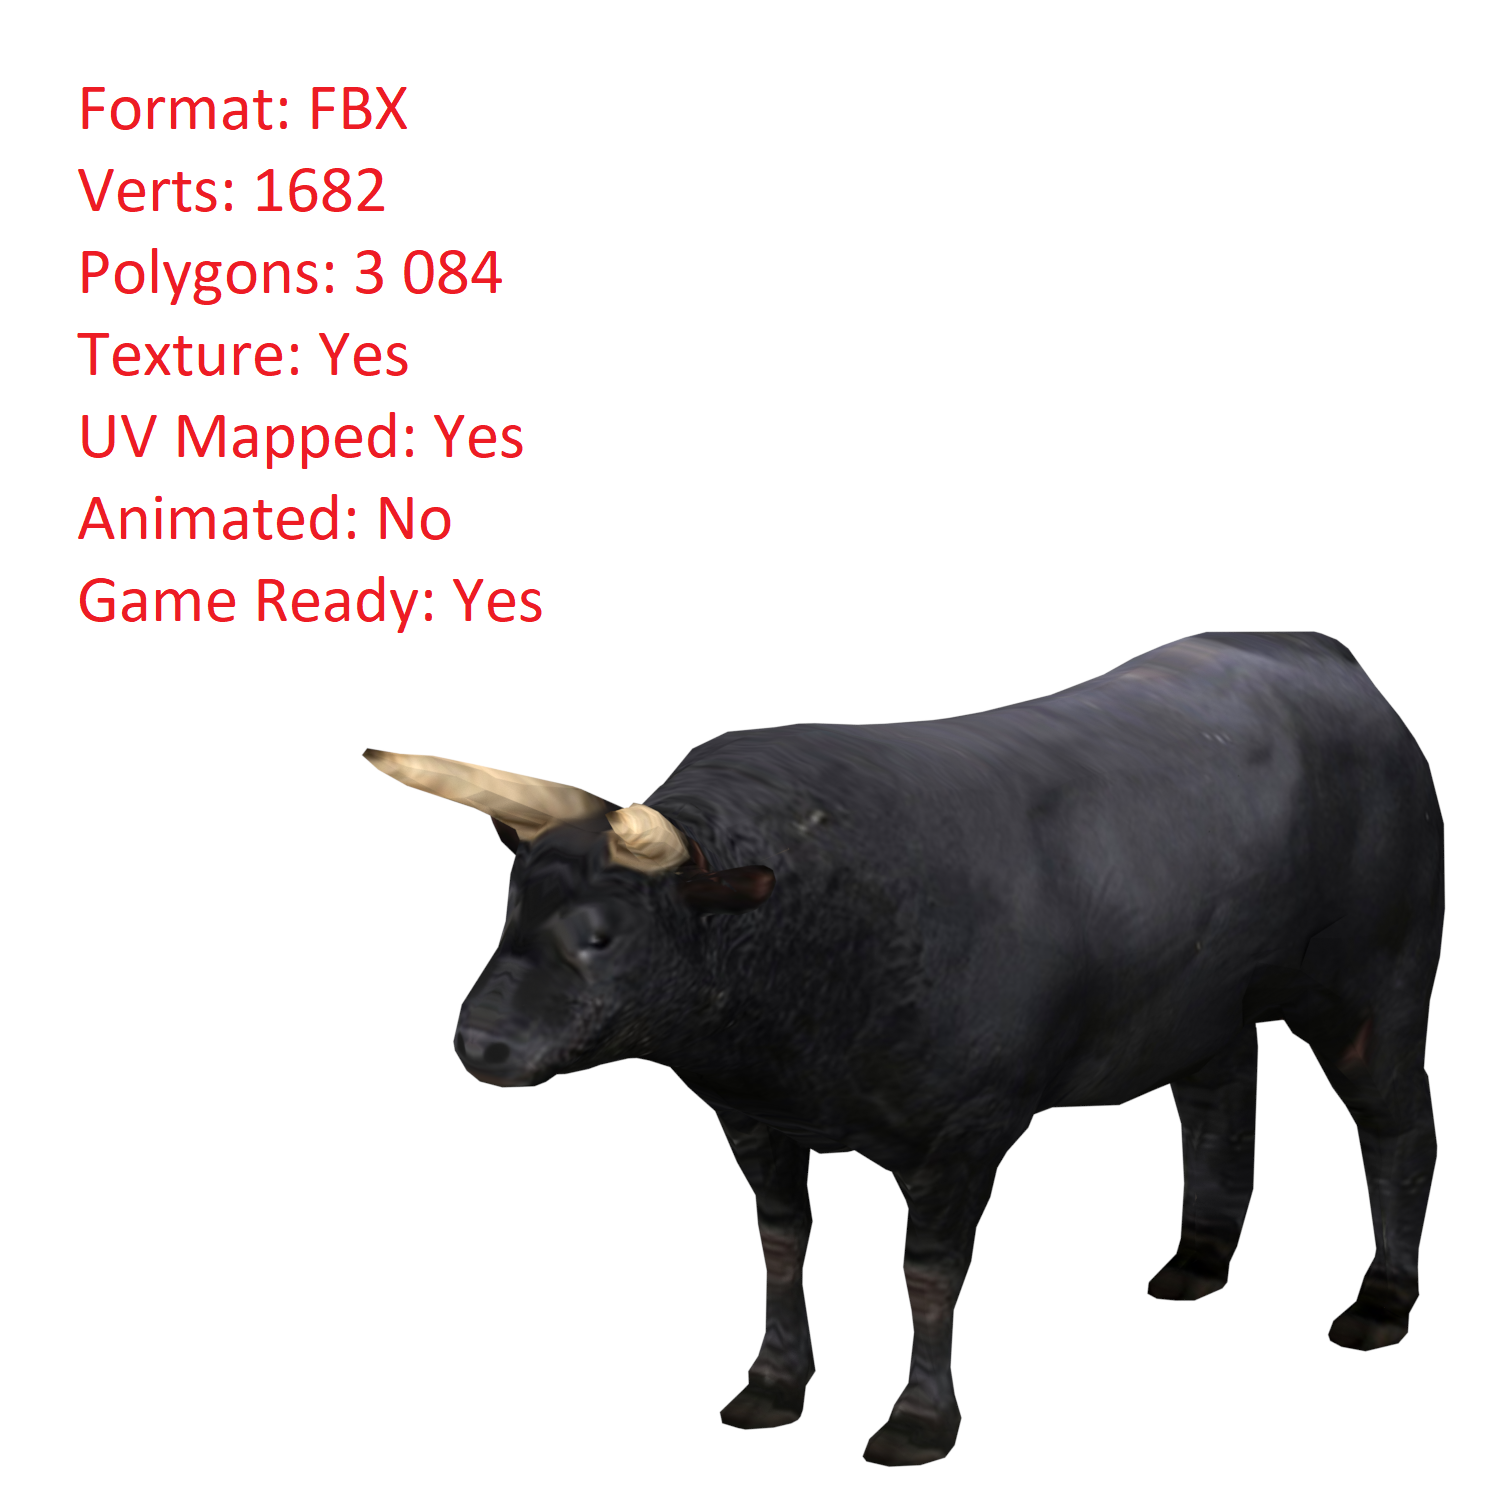 Format: FBX
Verts: 1682
Polygons: 3 084
Texture: Yes
UV Mapped: Yes
Animated: No
Game Ready: Yes